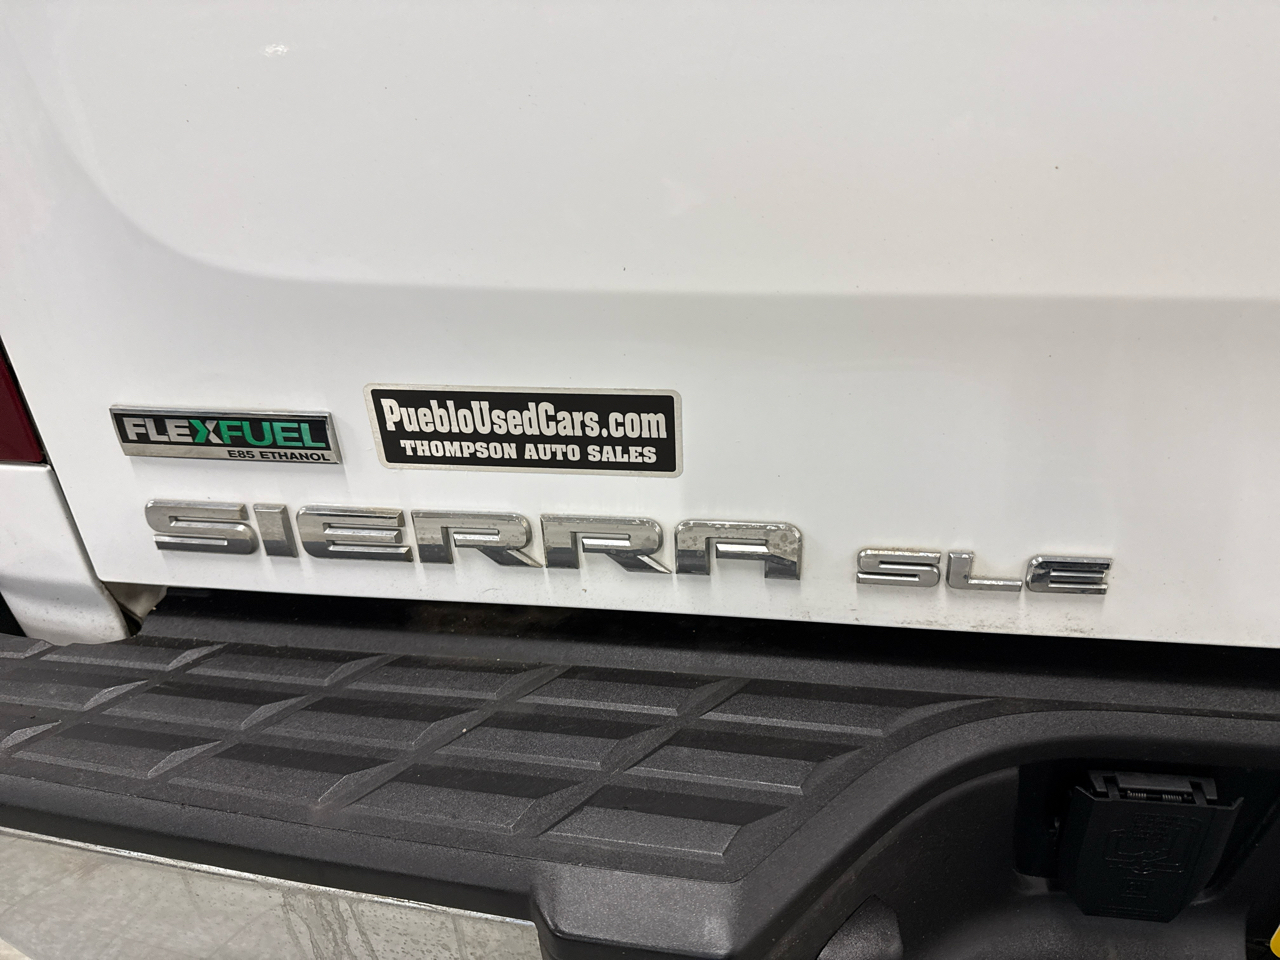 FLEXFUEL
E85 ETHANOL
PuebloUsedCars.com
THOMPSON AUTO SALES
SIERRA SLE